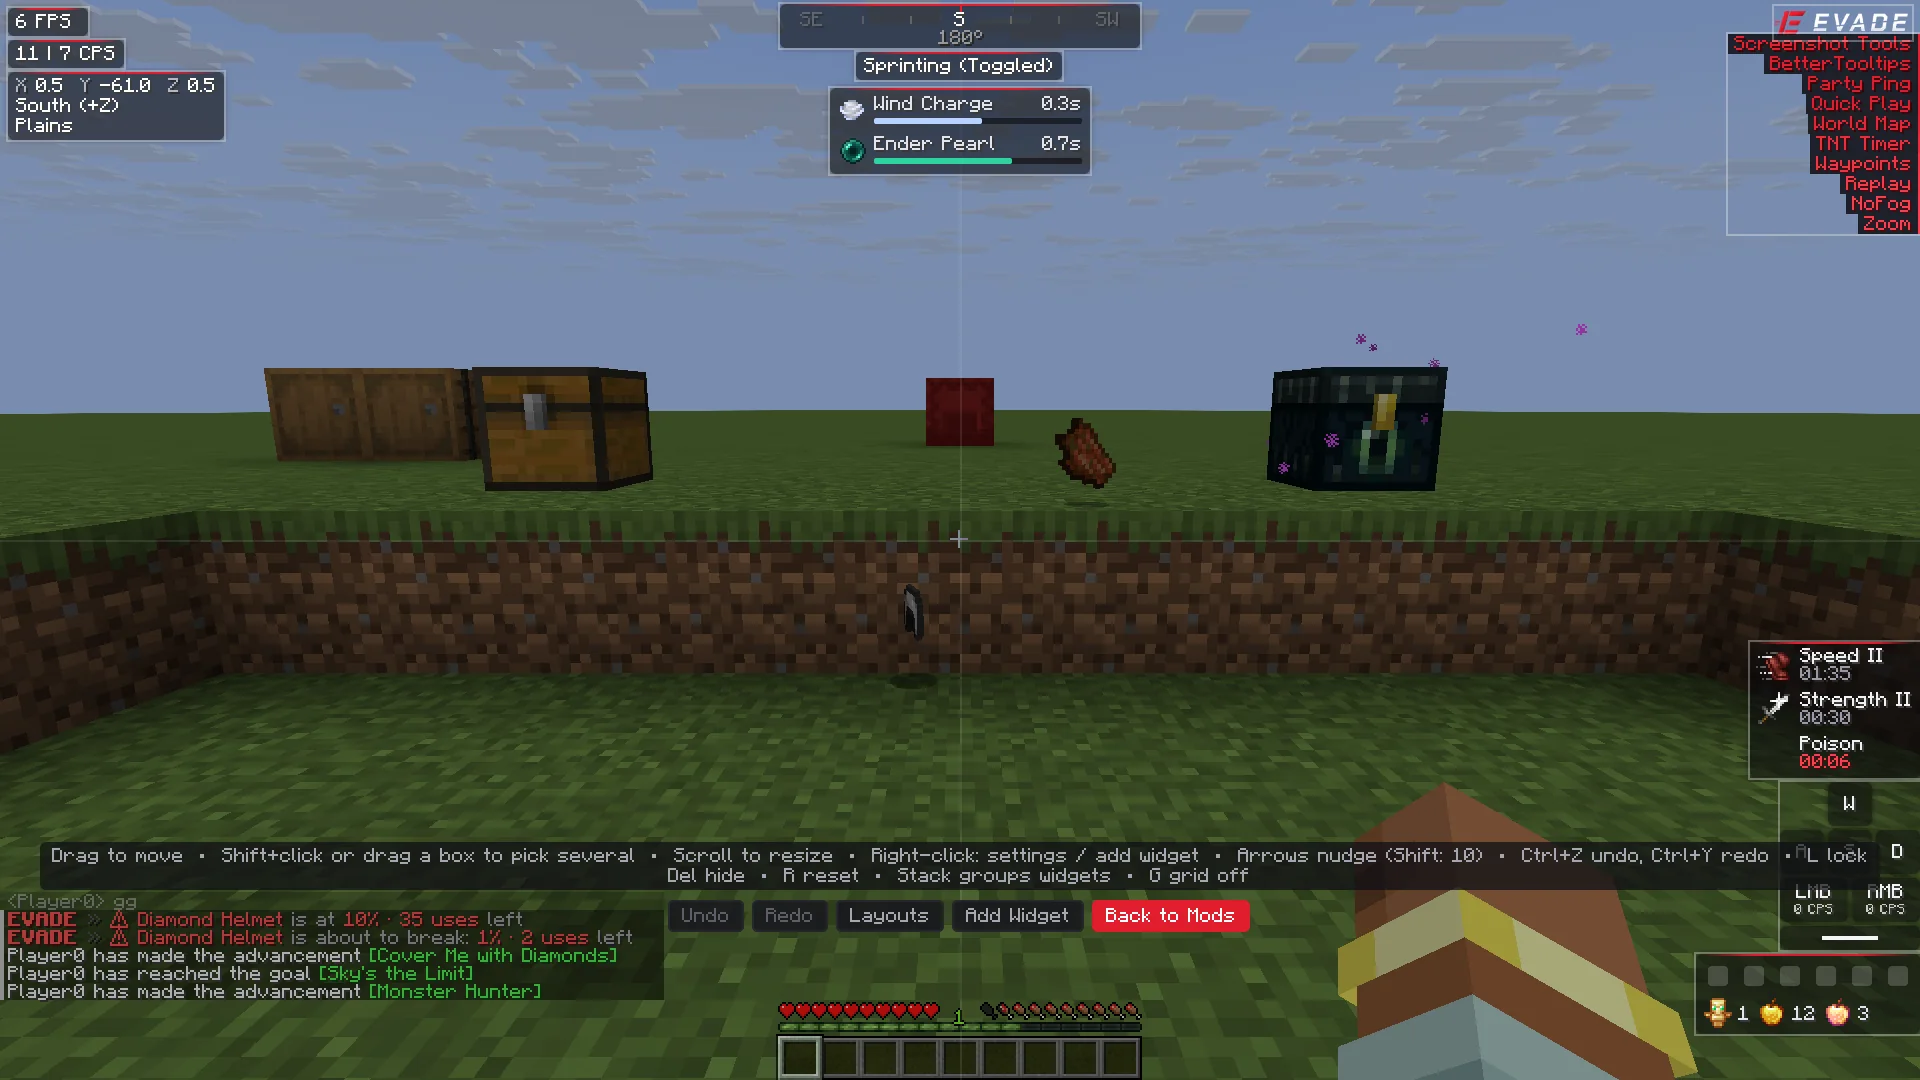 6 FPS
11 | 7 CPS
X 0.5 Y -61.0 Z 0.5
South (+Z)
Plains
SE S SW
180°
Sprinting (Toggled)
Wind Charge 0.3s
Ender Pearl 0.7s
EVADE
Screenshot Tools
BetterTooltips
Party Ping
Quick Play
World Map
TNT Timer
Waypoints
Replay
NoFog
Zoom
Speed II
01:35
Strength II
00:30
Poison
00:06
W
A S D
LMB RMB
0 CPS 0 CPS
1 12 3
Drag to move • Shift+click or drag a box to pick several • Scroll to resize • Right-click: settings / add widget • Arrows nudge (Shift: 10) • Ctrl+Z undo, Ctrl+Y redo • L lock
Del hide • R reset • Stack groups widgets • G grid off
Undo Redo Layouts Add Widget Back to Mods
<Player0> gg
EVADE » ⚠ Diamond Helmet is at 10% · 35 uses left
EVADE » ⚠ Diamond Helmet is about to break: 1% · 2 uses left
Player0 has made the advancement [Cover Me with Diamonds]
Player0 has reached the goal [Sky's the Limit]
Player0 has made the advancement [Monster Hunter]
1